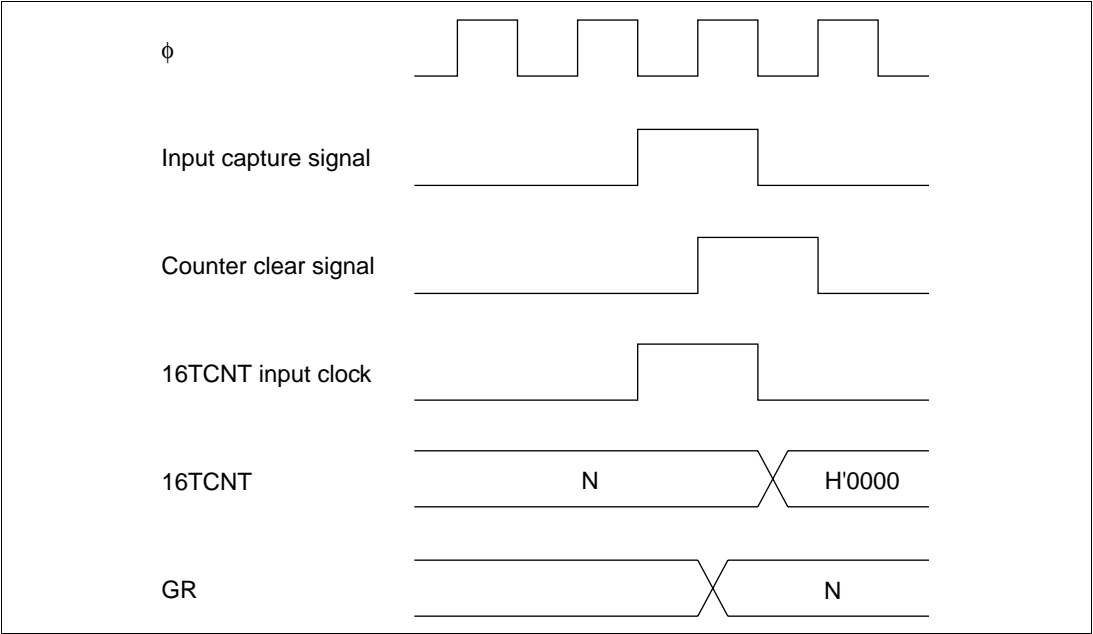 ϕ
Input capture signal
Counter clear signal
16TCNT input clock
16TCNT N H'0000
GR N